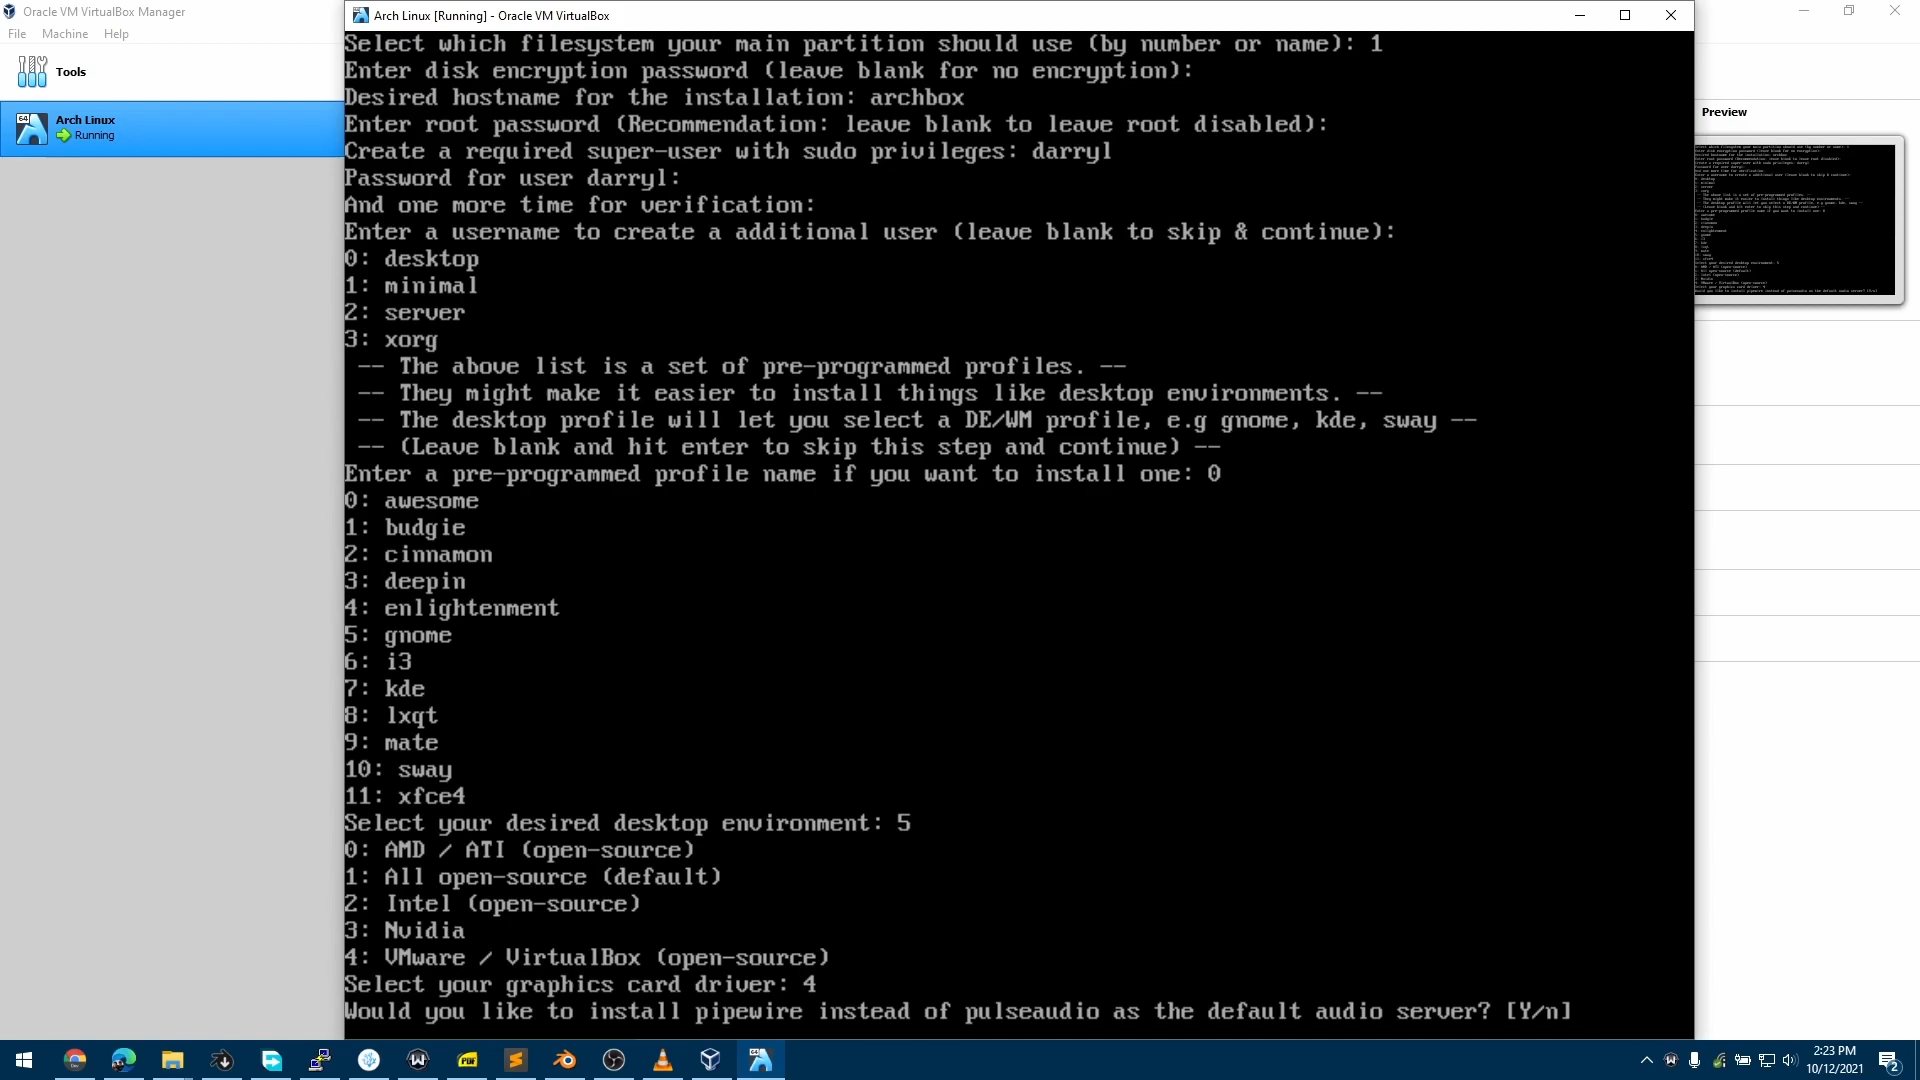 Oracle VM VirtualBox Manager
File Machine Help
Tools
64
Arch Linux
Running
Arch Linux [Running] - Oracle VM VirtualBox
Select which filesystem your main partition should use (by number or name): 1
Enter disk encryption password (leave blank for no encryption):
Desired hostname for the installation: archbox
Enter root password (Recommendation: leave blank to leave root disabled):
Create a required super-user with sudo privileges: darryl
Password for user darryl:
And one more time for verification:
Enter a username to create a additional user (leave blank to skip & continue):
0: desktop
1: minimal
2: server
3: xorg
-- The above list is a set of pre-programmed profiles. --
-- They might make it easier to install things like desktop environments. --
-- The desktop profile will let you select a DE/WM profile, e.g gnome, kde, sway --
-- (Leave blank and hit enter to skip this step and continue) --
Enter a pre-programmed profile name if you want to install one: 0
0: awesome
1: budgie
2: cinnamon
3: deepin
4: enlightenment
5: gnome
6: i3
7: kde
8: lxqt
9: mate
10: sway
11: xfce4
Select your desired desktop environment: 5
0: AMD / ATI (open-source)
1: All open-source (default)
2: Intel (open-source)
3: Nvidia
4: VMware / VirtualBox (open-source)
Select your graphics card driver: 4
Would you like to install pipewire instead of pulseaudio as the default audio server? [Y/n]
Preview
2:23 PM
10/12/2021
2